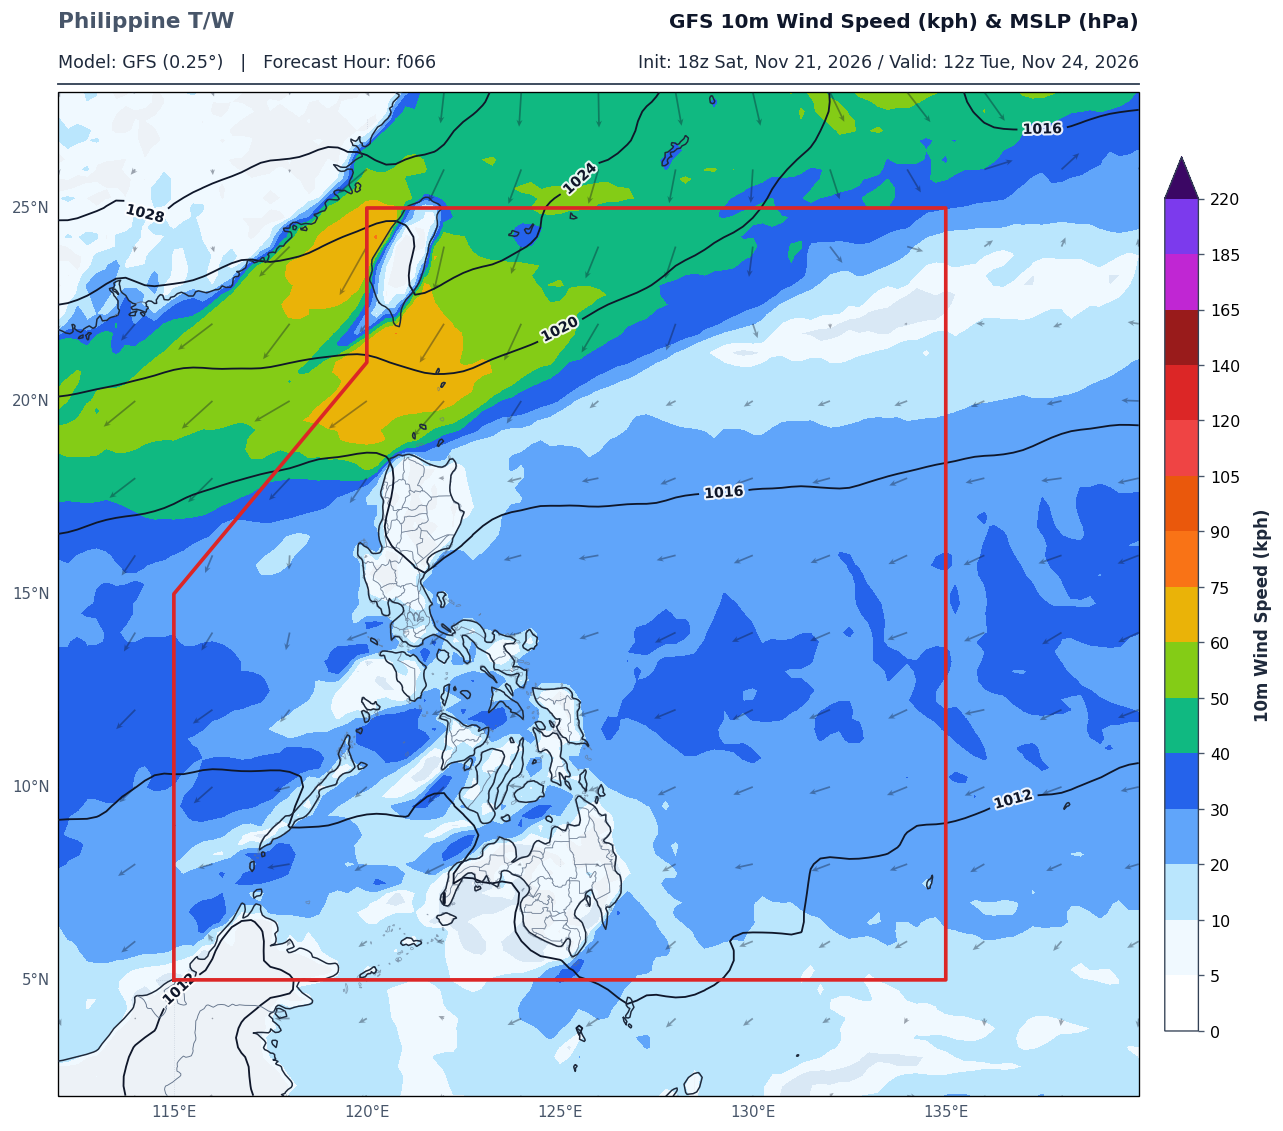 Philippine T/W
GFS 10m Wind Speed (kph) & MSLP (hPa)
Model: GFS (0.25°)   |   Forecast Hour: f066
Init: 18z Sat, Nov 21, 2026 / Valid: 12z Tue, Nov 24, 2026
1016
1024
1028
1020
1016
1012
1012
25°N
20°N
15°N
10°N
5°N
115°E
120°E
125°E
130°E
135°E
220
185
165
140
120
105
90
75
60
50
40
30
20
10
5
0
10m Wind Speed (kph)